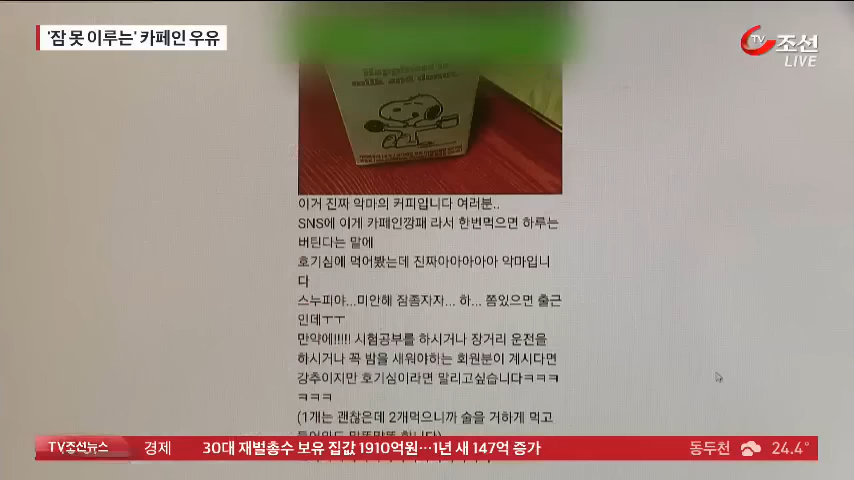 '잠 못 이루는' 카페인 우유
TV조선
LIVE
milk and donut.
이거 진짜 악마의 커피입니다 여러분..
SNS에 이게 카페인깡패 라서 한번먹으면 하루는
버틴다는 말에
호기심에 먹어봤는데 진짜아아아아아 악마입니
다
스누피야...미안해 잠좀자자... 하... 쫌있으면 출근
인데ㅜㅜ
만약에!!!!! 시험공부를 하시거나 장거리 운전을
하시거나 꼭 밤을 새워야하는 회원분이 계시다면
강추이지만 호기심이라면 말리고싶습니다ㅋㅋㅋ
ㅋㅋㅋ
(1개는 괜찮은데 2개먹으니까 술을 거하게 먹고
TV조선뉴스 경제 30대 재벌총수 보유 집값 1910억원…1년 새 147억 증가 동두천 24.4°